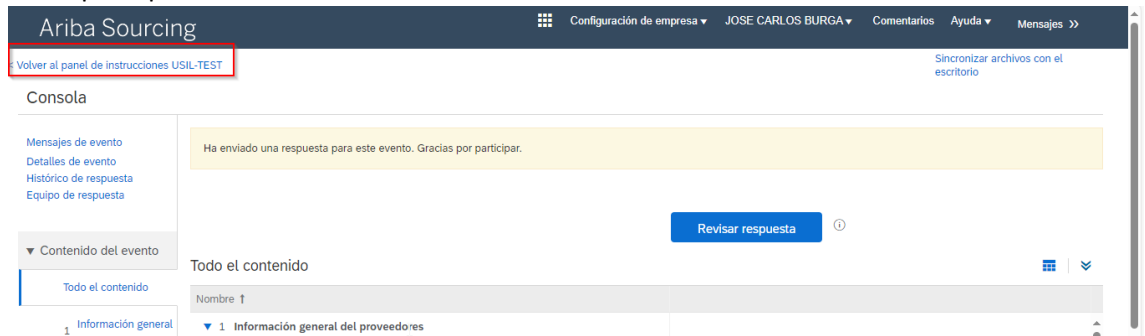 Ariba Sourcing
Configuración de empresa ▾ JOSE CARLOS BURGA ▾ Comentarios Ayuda ▾ Mensajes »
< Volver al panel de instrucciones USIL-TEST
Sincronizar archivos con el
escritorio
Consola
Mensajes de evento
Detalles de evento
Histórico de respuesta
Equipo de respuesta
Ha enviado una respuesta para este evento. Gracias por participar.
Revisar respuesta
▼ Contenido del evento
Todo el contenido
1 Información general
Todo el contenido
Nombre ↑
▼ 1 Información general del proveedores